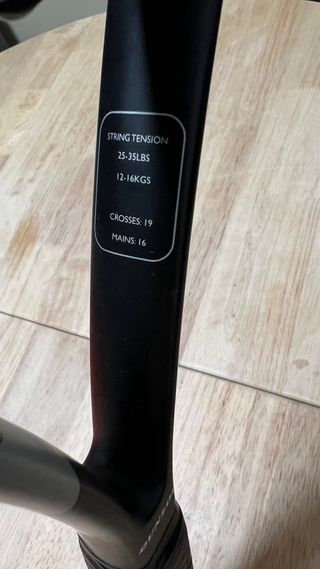 STRING TENSION
25-35LBS
12-16KGS
CROSSES: 19
MAINS: 16